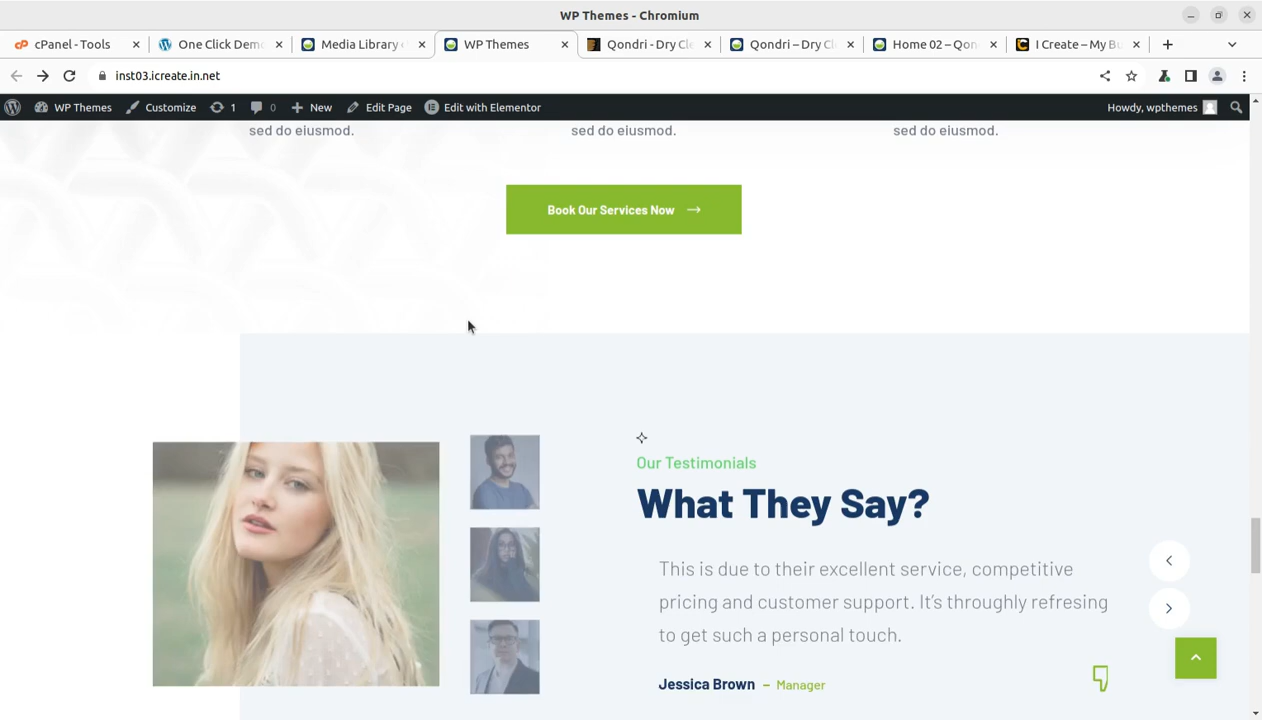 WP Themes - Chromium
cPanel - Tools
One Click Dem
Media Library
WP Themes
Qondri - Dry Cle
Qondri – Dry Cl
Home 02 – Qon
I Create – My Bu
inst03.icreate.in.net
WP Themes
Customize
1
0
New
Edit Page
Edit with Elementor
Howdy, wpthemes
sed do eiusmod.
sed do eiusmod.
sed do eiusmod.
Book Our Services Now
Our Testimonials
What They Say?
This is due to their excellent service, competitive
pricing and customer support. It's throughly refresing
to get such a personal touch.
Jessica Brown – Manager